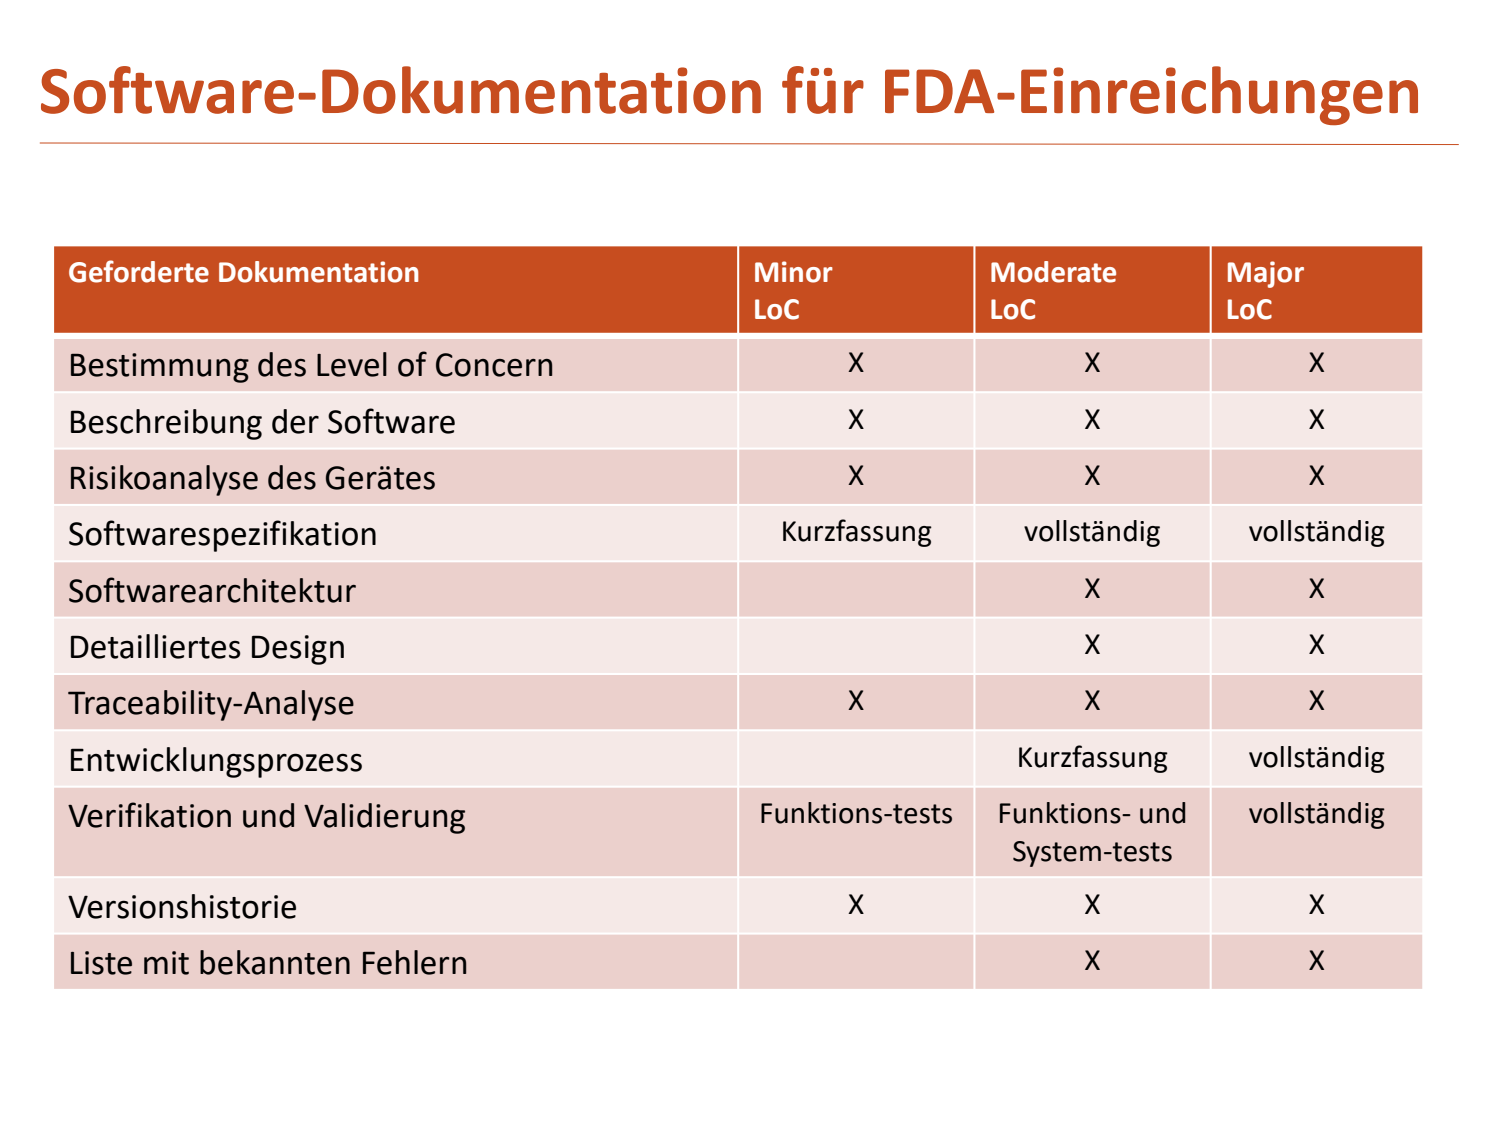 Software-Dokumentation für FDA-Einreichungen
Geforderte Dokumentation Minor LoC Moderate LoC Major LoC
Bestimmung des Level of Concern X X X
Beschreibung der Software X X X
Risikoanalyse des Gerätes X X X
Softwarespezifikation Kurzfassung vollständig vollständig
Softwarearchitektur X X
Detailliertes Design X X
Traceability-Analyse X X X
Entwicklungsprozess Kurzfassung vollständig
Verifikation und Validierung Funktions-tests Funktions- und System-tests vollständig
Versionshistorie X X X
Liste mit bekannten Fehlern X X